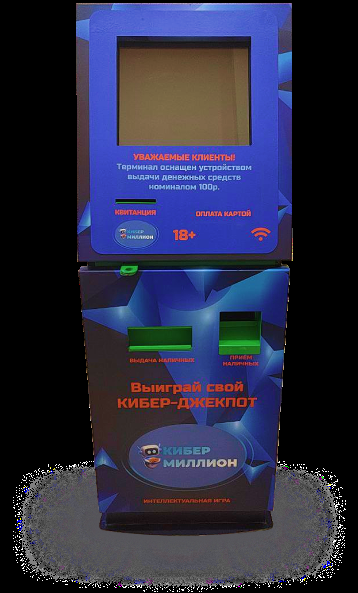 УВАЖАЕМЫЕ КЛИЕНТЫ!
Терминал оснащен устройством
выдачи денежных средств
номиналом 100р.
КВИТАНЦИЯ
ОПЛАТА КАРТОЙ
КИБЕР
МИЛЛИОН
18+
ВЫДАЧА НАЛИЧНЫХ
ПРИЕМ
НАЛИЧНЫХ
Выиграй свой
КИБЕР-ДЖЕКПОТ
КИБЕР
МИЛЛИОН
ИНТЕЛЛЕКТУАЛЬНАЯ ИГРА